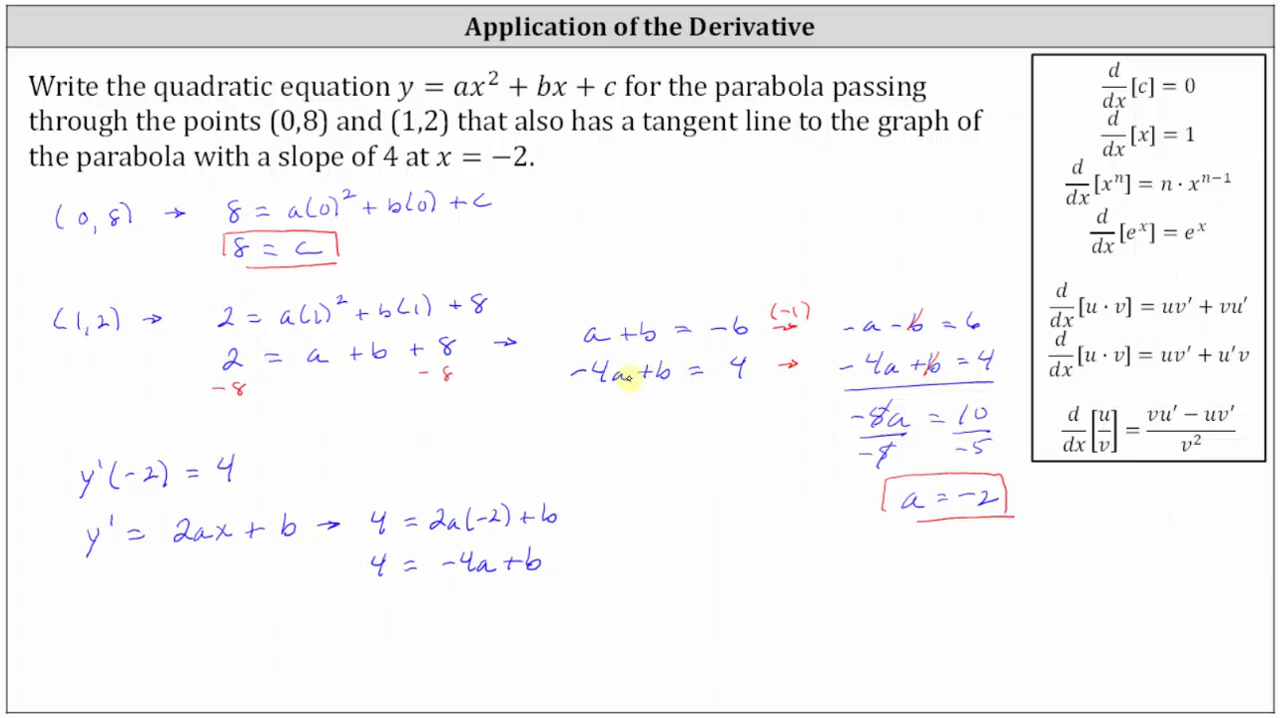 Application of the Derivative
Write the quadratic equation y = ax² + bx + c for the parabola passing
through the points (0,8) and (1,2) that also has a tangent line to the graph of
the parabola with a slope of 4 at x = −2.
(0,8) → 8 = a(0)² + b(0) + c
8 = c
(1,2) → 2 = a(1)² + b(1) + 8
2 = a + b + 8 →
−8 −8
a + b = −6 (−1) →
−4a + b = 4 →
−a − b = 6
−4a + b = 4
−5a = 10
−5 −5
a = −2
y'(−2) = 4
y' = 2ax + b → 4 = 2a(−2) + b
4 = −4a + b
d/dx [c] = 0
d/dx [x] = 1
d/dx [xⁿ] = n · xⁿ⁻¹
d/dx [eˣ] = eˣ
d/dx [u · v] = uv′ + vu′
d/dx [u · v] = uv′ + u′v
d/dx [u/v] = (vu′ − uv′)/v²